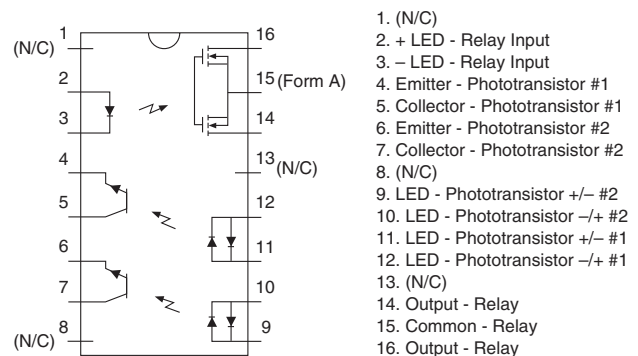 1 16
(N/C)
2 15 (Form A)
3 14
4 13 (N/C)
5 12
6 11
7 10
8 9
(N/C)
1. (N/C)
2. + LED - Relay Input
3. – LED - Relay Input
4. Emitter - Phototransistor #1
5. Collector - Phototransistor #1
6. Emitter - Phototransistor #2
7. Collector - Phototransistor #2
8. (N/C)
9. LED - Phototransistor +/– #2
10. LED - Phototransistor –/+ #2
11. LED - Phototransistor +/– #1
12. LED - Phototransistor –/+ #1
13. (N/C)
14. Output - Relay
15. Common - Relay
16. Output - Relay